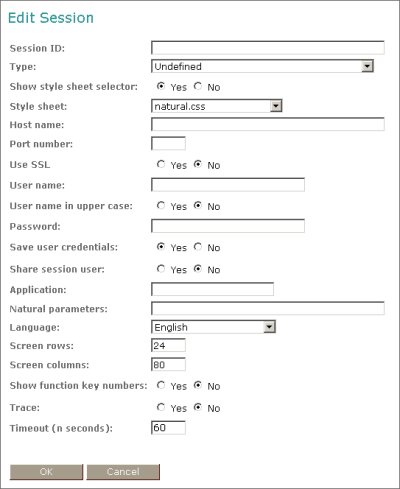 Edit Session
Session ID:
Type: Undefined
Show style sheet selector: Yes No
Style sheet: natural.css
Host name:
Port number:
Use SSL Yes No
User name:
User name in upper case: Yes No
Password:
Save user credentials: Yes No
Share session user: Yes No
Application:
Natural parameters:
Language: English
Screen rows: 24
Screen columns: 80
Show function key numbers: Yes No
Trace: Yes No
Timeout (n seconds): 60
OK Cancel